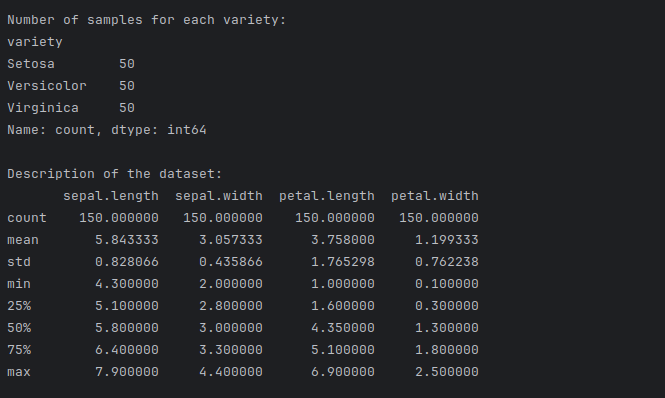 Number of samples for each variety:
variety
Setosa        50
Versicolor    50
Virginica     50
Name: count, dtype: int64

Description of the dataset:
       sepal.length  sepal.width  petal.length  petal.width
count    150.000000   150.000000    150.000000   150.000000
mean       5.843333     3.057333      3.758000     1.199333
std        0.828066     0.435866      1.765298     0.762238
min        4.300000     2.000000      1.000000     0.100000
25%        5.100000     2.800000      1.600000     0.300000
50%        5.800000     3.000000      4.350000     1.300000
75%        6.400000     3.300000      5.100000     1.800000
max        7.900000     4.400000      6.900000     2.500000